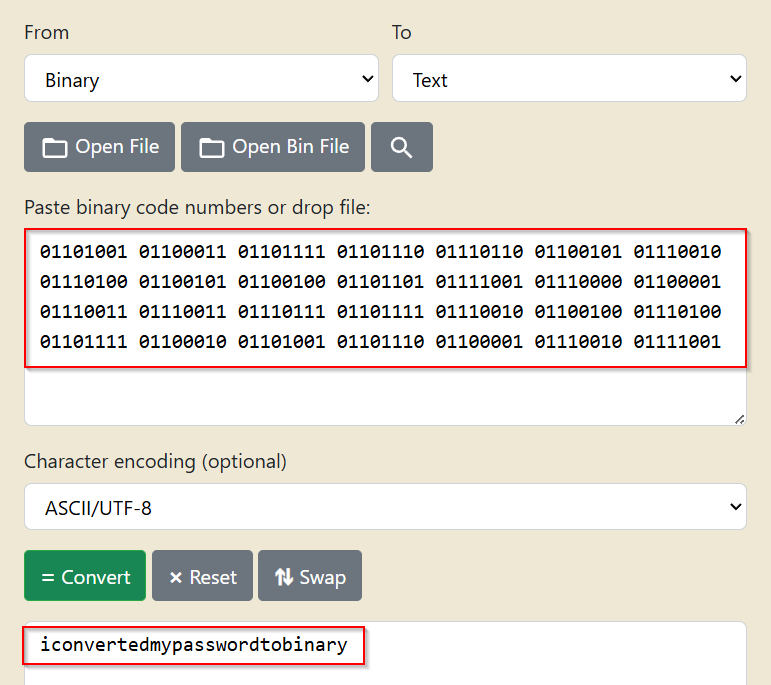 From To
Binary Text
Open File Open Bin File
Paste binary code numbers or drop file:
01101001 01100011 01101111 01101110 01110110 01100101 01110010
01110100 01100101 01100100 01101101 01111001 01110000 01100001
01110011 01110011 01110111 01101111 01110010 01100100 01110100
01101111 01100010 01101001 01101110 01100001 01110010 01111001
Character encoding (optional)
ASCII/UTF-8
= Convert × Reset Swap
iconvertedmypasswordtobinary